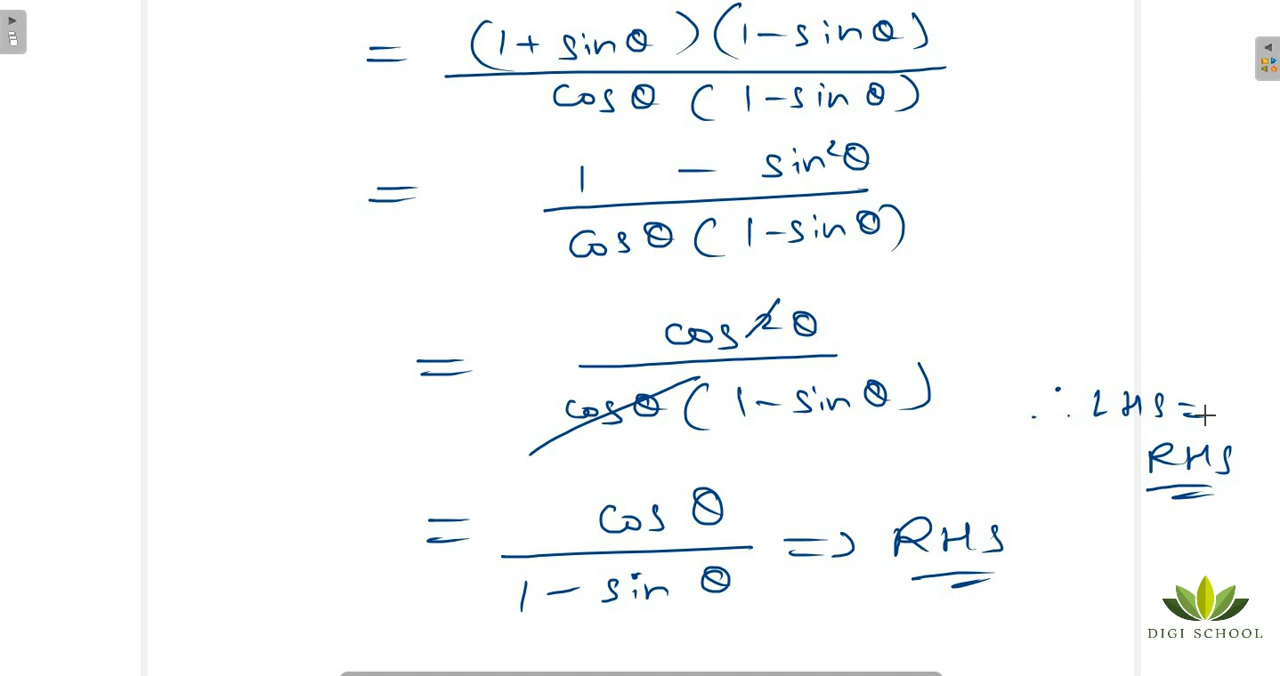 = (1 + sinθ)(1 - sinθ)
cosθ (1 - sinθ)
= 1 - sin²θ
cosθ (1 - sinθ)
= cos²θ
cosθ (1 - sinθ)
∴ LHS =
RHS
= cosθ
1 - sinθ
=> RHS
DIGI SCHOOL